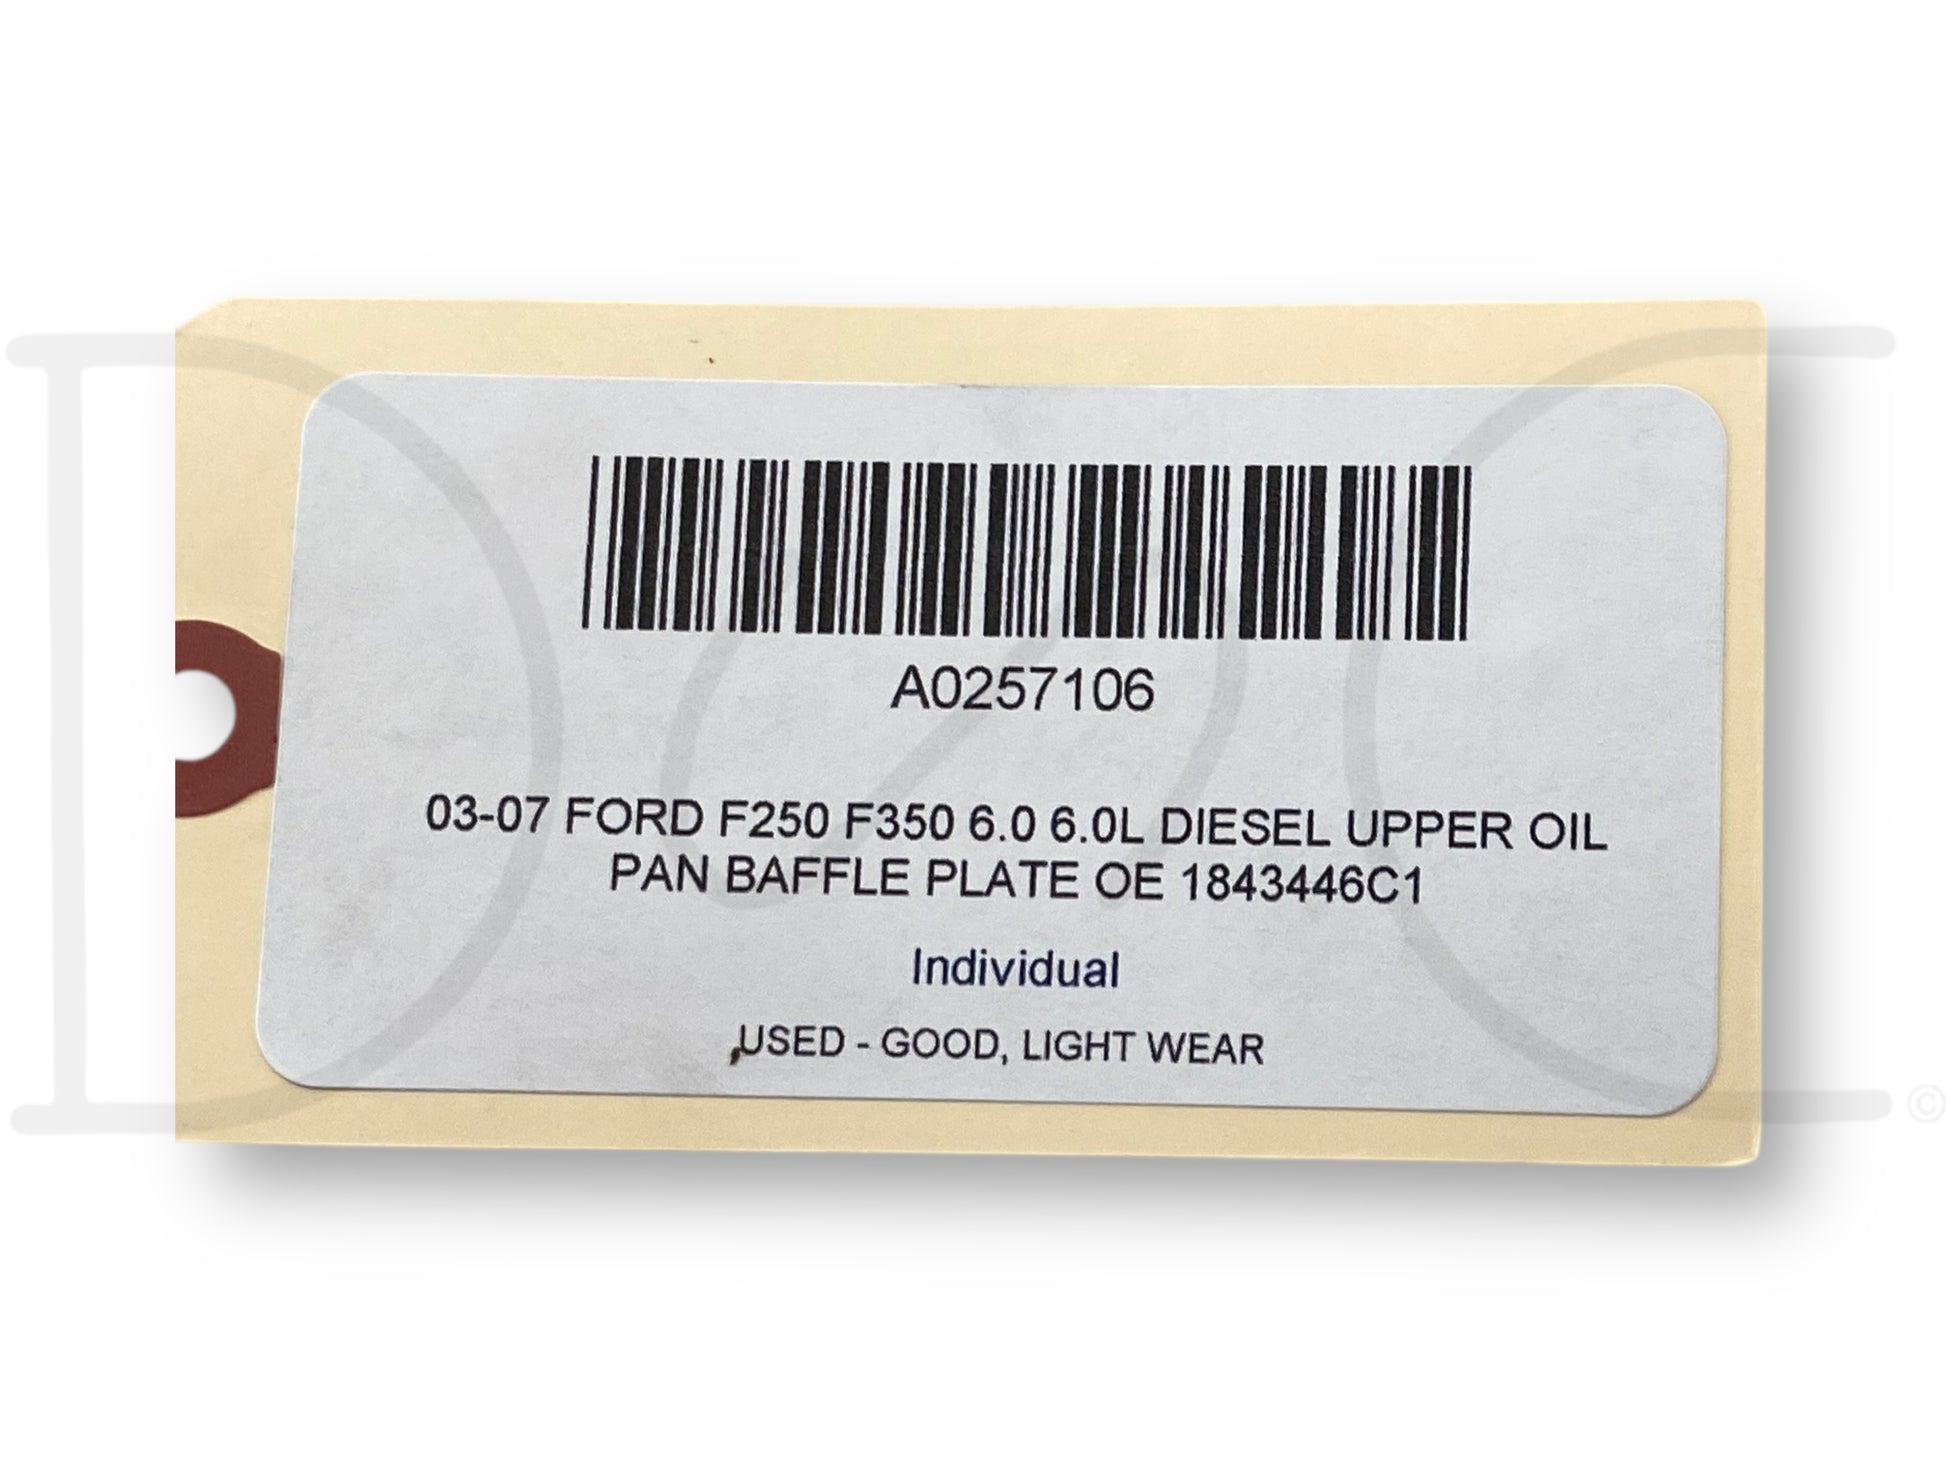 A0257106
03-07 FORD F250 F350 6.0 6.0L DIESEL UPPER OIL
PAN BAFFLE PLATE OE 1843446C1
Individual
USED - GOOD, LIGHT WEAR
©